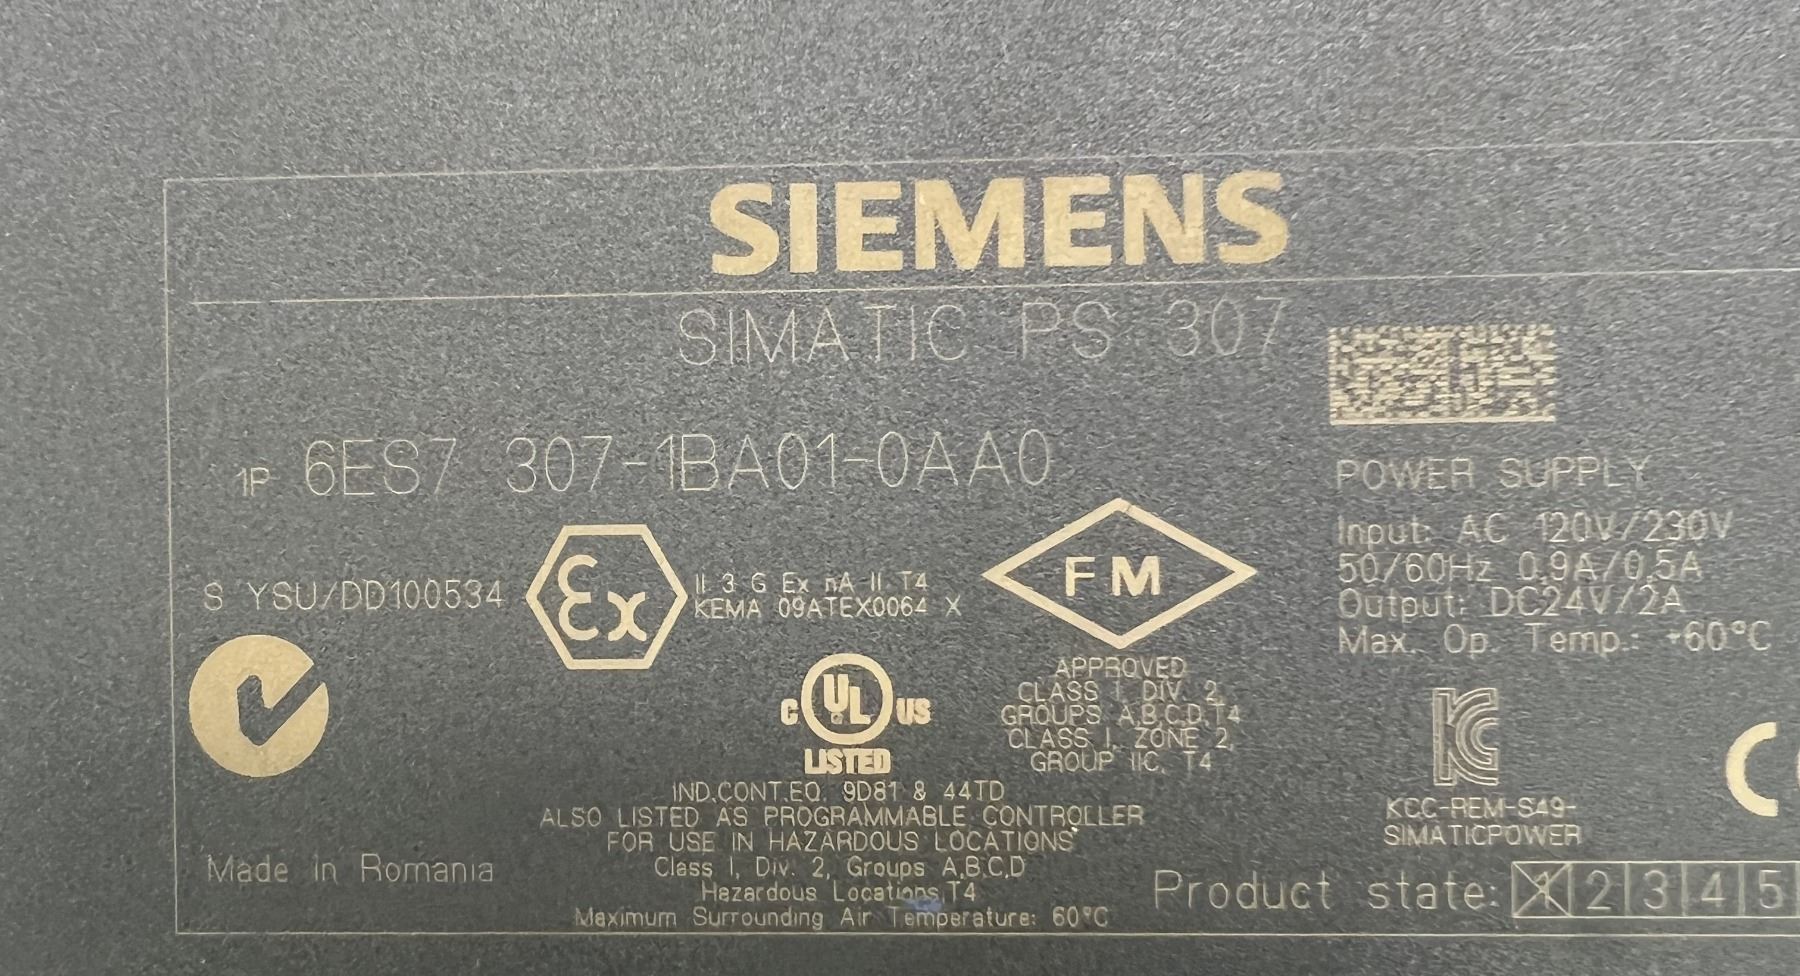 SIEMENS
SIMATIC PS 307
1P 6ES7 307-1BA01-0AA0
S YSU/DD100534
CE Ex
II 3 G Ex nA II T4
KEMA 09ATEX0064 X
FM
APPROVED
CLASS I, DIV. 2,
GROUPS A,B,C,D,T4
CLASS I, ZONE 2,
GROUP IIC, T4
C UL US
LISTED
IND.CONT.EQ. 9D81 & 44TD
ALSO LISTED AS PROGRAMMABLE CONTROLLER
FOR USE IN HAZARDOUS LOCATIONS
Class I, Div. 2, Groups A,B,C,D
Hazardous Locations,T4
Maximum Surrounding Air Temperature: 60°C
Made in Romania
POWER SUPPLY
Input: AC 120V/230V
50/60Hz 0,9A/0,5A
Output: DC24V/2A
Max. Op. Temp.: +60°C
KC
KCC-REM-S49-
SIMATICPOWER
Product state: 1 2 3 4 5